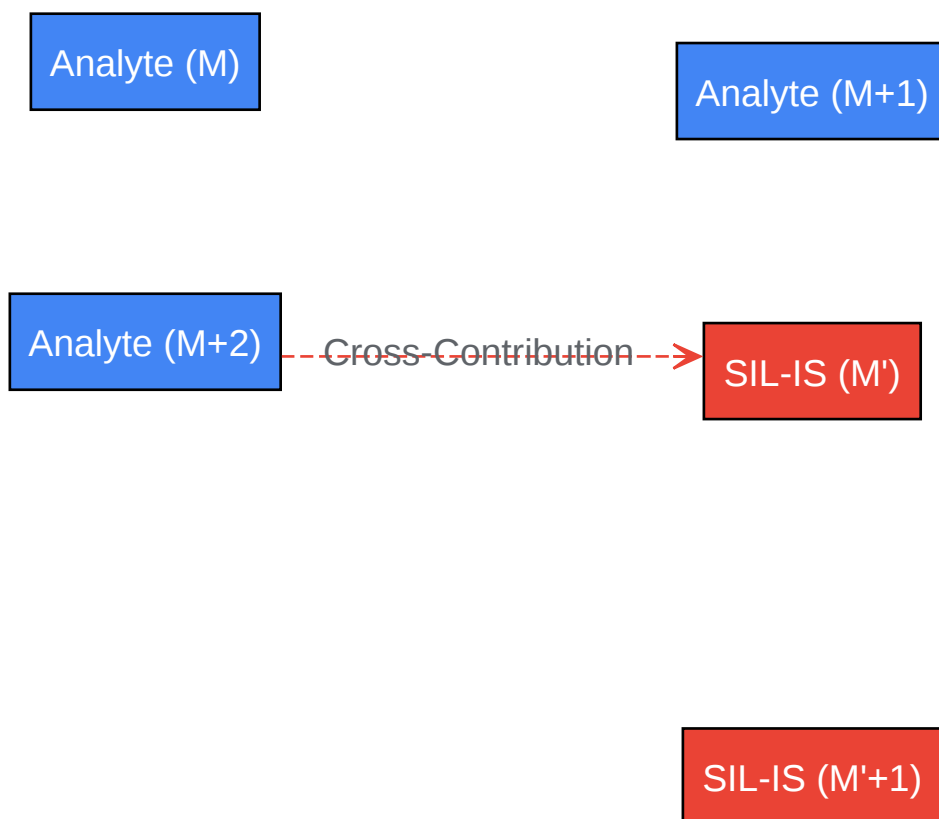 Analyte (M)
Analyte (M+1)
Analyte (M+2)
Cross-Contribution
SIL-IS (M')
SIL-IS (M'+1)